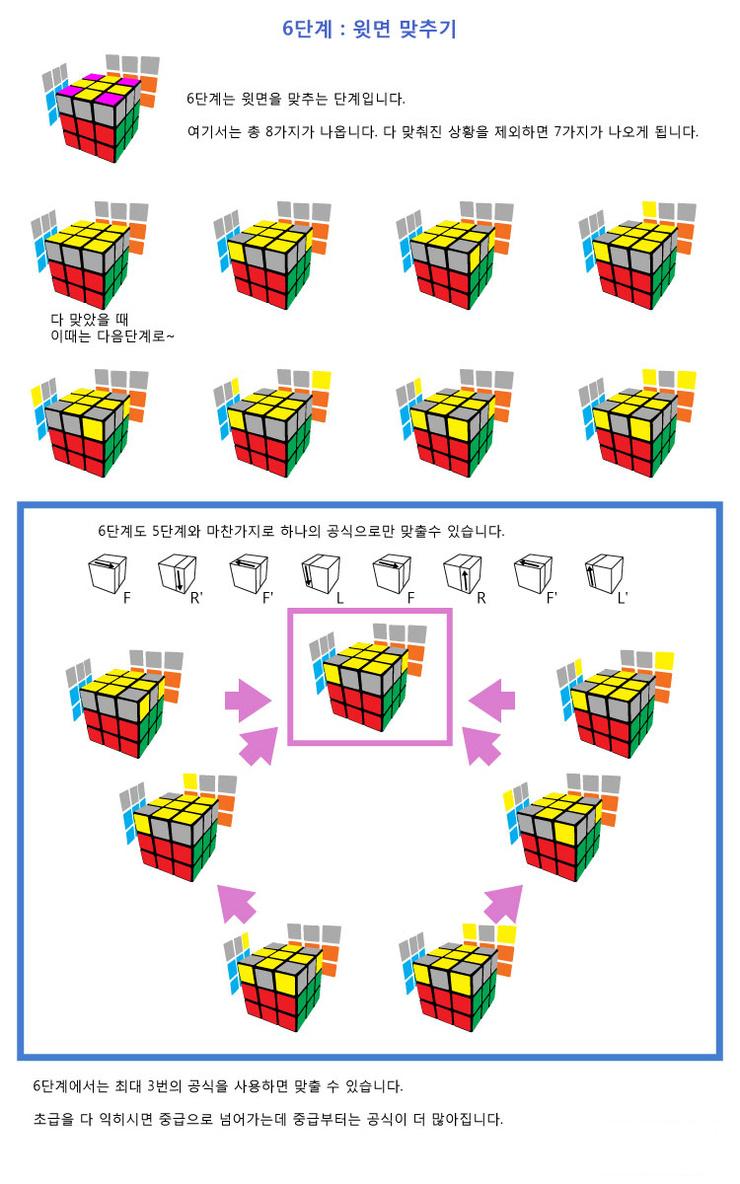 6단계 : 윗면 맞추기
6단계는 윗면을 맞추는 단계입니다.
여기서는 총 8가지가 나옵니다. 다 맞춰진 상황을 제외하면 7가지가 나오게 됩니다.
다 맞았을 때
이때는 다음단계로~
6단계도 5단계와 마찬가지로 하나의 공식으로만 맞출수 있습니다.
F R' F' L F R F' L'
6단계에서는 최대 3번의 공식을 사용하면 맞출 수 있습니다.
초급을 다 익히시면 중급으로 넘어가는데 중급부터는 공식이 더 많아집니다.